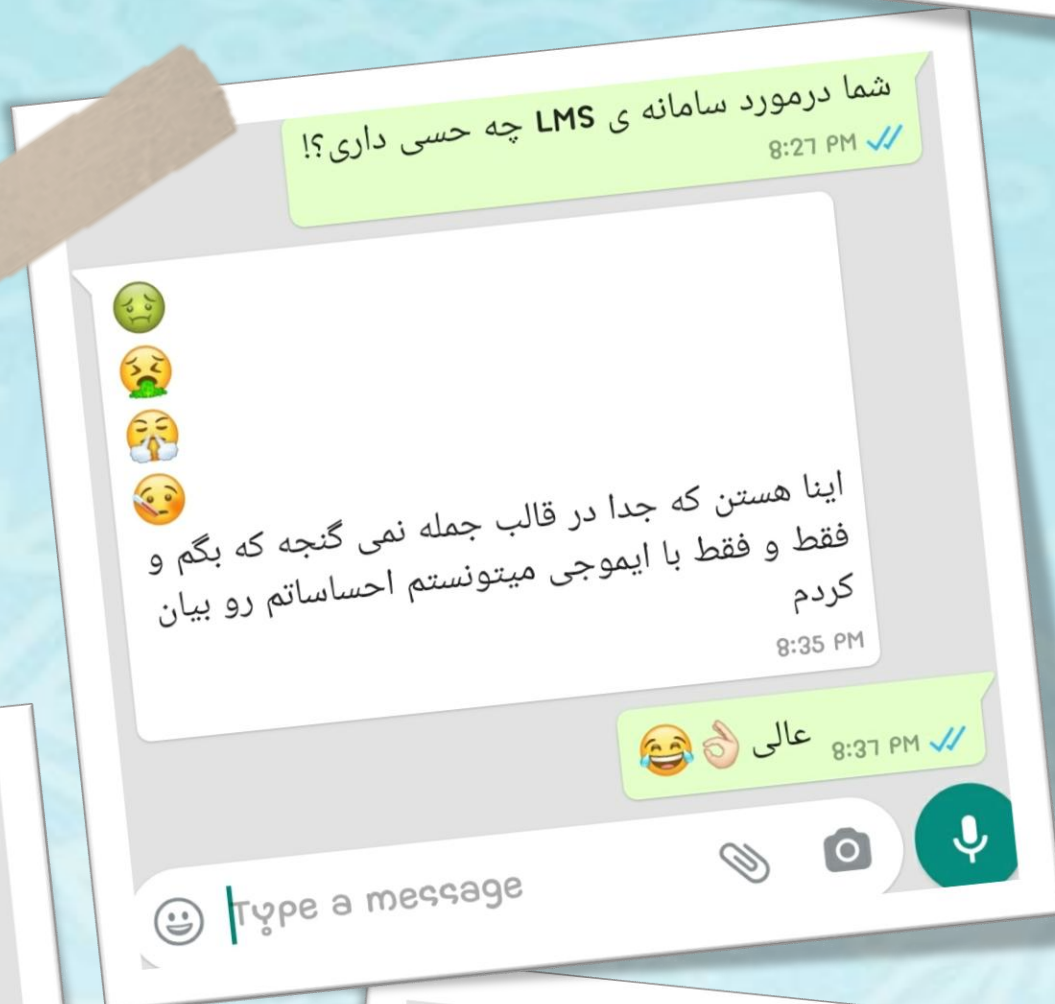 شما درمورد سامانه ی LMS چه حسی داری؟!
8:27 PM
🤢
🤮
😤
🤒
اینا هستن که جدا در قالب جمله نمی گنجه که بگم و
فقط و فقط با ایموجی میتونستم احساساتم رو بیان
کردم
8:35 PM
عالی 👌🏻😂 8:37 PM
Type a message